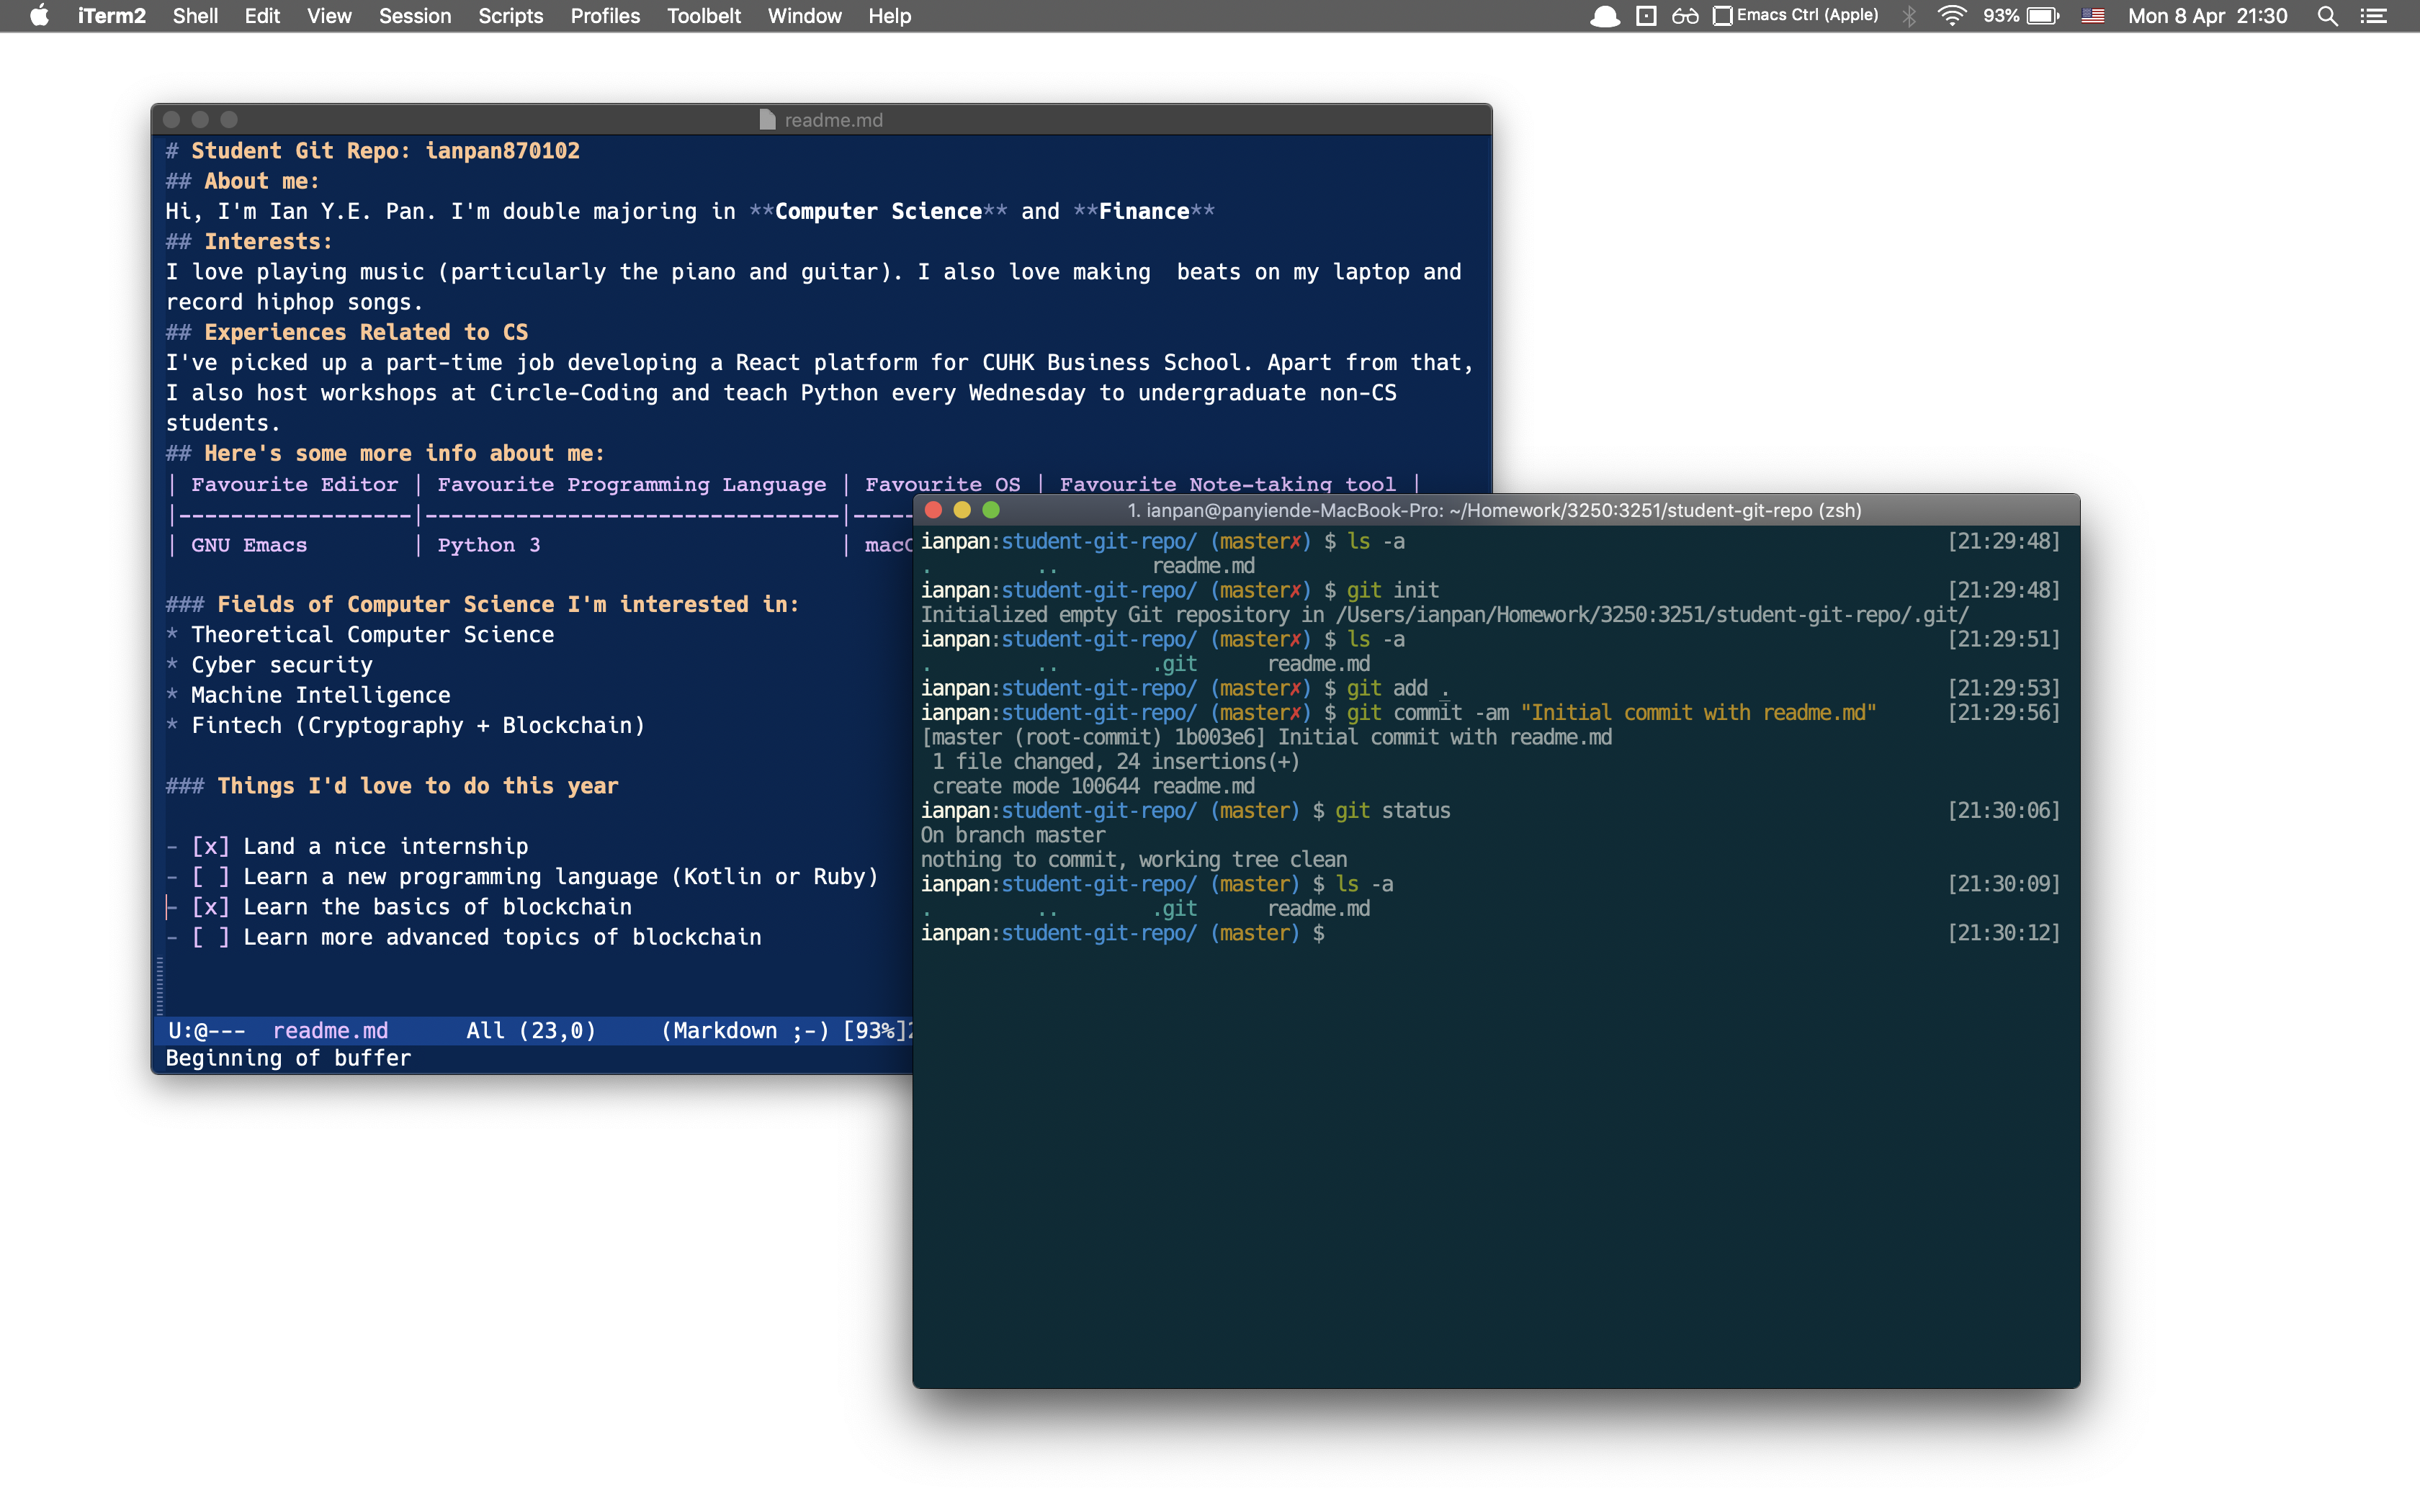 iTerm2 Shell Edit View Session Scripts Profiles Toolbelt Window Help Emacs Ctrl (Apple) 93% Mon 8 Apr 21:30
readme.md
# Student Git Repo: ianpan870102
## About me:
Hi, I'm Ian Y.E. Pan. I'm double majoring in **Computer Science** and **Finance**
## Interests:
I love playing music (particularly the piano and guitar). I also love making  beats on my laptop and
record hiphop songs.
## Experiences Related to CS
I've picked up a part-time job developing a React platform for CUHK Business School. Apart from that,
I also host workshops at Circle-Coding and teach Python every Wednesday to undergraduate non-CS
students.
## Here's some more info about me:
| Favourite Editor | Favourite Programming Language | Favourite OS | Favourite Note-taking tool |
|------------------|--------------------------------|-----
| GNU Emacs        | Python 3                       |
### Fields of Computer Science I'm interested in:
* Theoretical Computer Science
* Cyber security
* Machine Intelligence
* Fintech (Cryptography + Blockchain)
### Things I'd love to do this year
- [x] Land a nice internship
- [ ] Learn a new programming language (Kotlin or Ruby)
- [x] Learn the basics of blockchain
- [ ] Learn more advanced topics of blockchain
U:@---  readme.md      All (23,0)     (Markdown ;-) [93%]
Beginning of buffer
1. ianpan@panyiende-MacBook-Pro: ~/Homework/3250:3251/student-git-repo (zsh)
ianpan:student-git-repo/ (master✗) $ ls -a [21:29:48]
. .. readme.md
ianpan:student-git-repo/ (master✗) $ git init [21:29:48]
Initialized empty Git repository in /Users/ianpan/Homework/3250:3251/student-git-repo/.git/
ianpan:student-git-repo/ (master✗) $ ls -a [21:29:51]
. .. .git readme.md
ianpan:student-git-repo/ (master✗) $ git add . [21:29:53]
ianpan:student-git-repo/ (master✗) $ git commit -am "Initial commit with readme.md" [21:29:56]
[master (root-commit) 1b003e6] Initial commit with readme.md
 1 file changed, 24 insertions(+)
 create mode 100644 readme.md
ianpan:student-git-repo/ (master) $ git status [21:30:06]
On branch master
nothing to commit, working tree clean
ianpan:student-git-repo/ (master) $ ls -a [21:30:09]
. .. .git readme.md
ianpan:student-git-repo/ (master) $ [21:30:12]